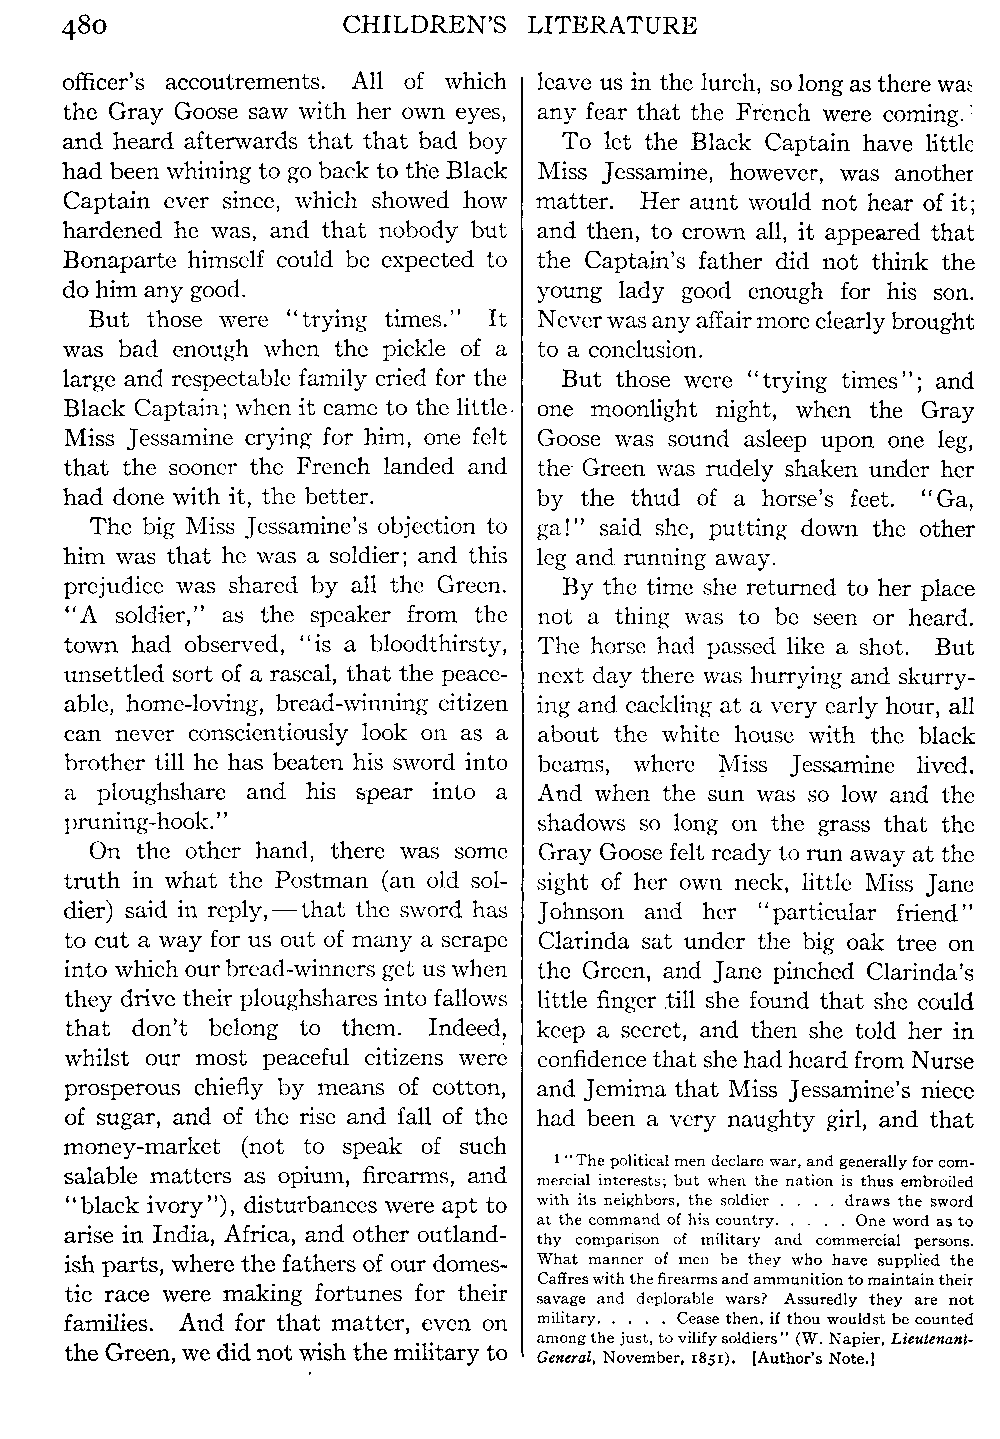 480 CHILDREN'S LITERATURE
officer's accoutrements. All of which
the Gray Goose saw with her own eyes,
and heard afterwards that that bad boy
had been whining to go back to the Black
Captain ever since, which showed how
hardened he was, and that nobody but
Bonaparte himself could be expected to
do him any good.
But those were "trying times." It
was bad enough when the pickle of a
large and respectable family cried for the
Black Captain; when it came to the little
Miss Jessamine crying for him, one felt
that the sooner the French landed and
had done with it, the better.
The big Miss Jessamine's objection to
him was that he was a soldier; and this
prejudice was shared by all the Green.
"A soldier," as the speaker from the
town had observed, "is a bloodthirsty,
unsettled sort of a rascal, that the peace-
able, home-loving, bread-winning citizen
can never conscientiously look on as a
brother till he has beaten his sword into
a ploughshare and his spear into a
pruning-hook."
On the other hand, there was some
truth in what the Postman (an old sol-
dier) said in reply,—that the sword has
to cut a way for us out of many a scrape
into which our bread-winners get us when
they drive their ploughshares into fallows
that don't belong to them. Indeed,
whilst our most peaceful citizens were
prosperous chiefly by means of cotton,
of sugar, and of the rise and fall of the
money-market (not to speak of such
salable matters as opium, firearms, and
"black ivory"), disturbances were apt to
arise in India, Africa, and other outland-
ish parts, where the fathers of our domes-
tic race were making fortunes for their
families. And for that matter, even on
the Green, we did not wish the military to
leave us in the lurch, so long as there was
any fear that the French were coming.¹
To let the Black Captain have little
Miss Jessamine, however, was another
matter. Her aunt would not hear of it;
and then, to crown all, it appeared that
the Captain's father did not think the
young lady good enough for his son.
Never was any affair more clearly brought
to a conclusion.
But those were "trying times"; and
one moonlight night, when the Gray
Goose was sound asleep upon one leg,
the Green was rudely shaken under her
by the thud of a horse's feet. "Ga,
ga!" said she, putting down the other
leg and running away.
By the time she returned to her place
not a thing was to be seen or heard.
The horse had passed like a shot. But
next day there was hurrying and skurry-
ing and cackling at a very early hour, all
about the white house with the black
beams, where Miss Jessamine lived.
And when the sun was so low and the
shadows so long on the grass that the
Gray Goose felt ready to run away at the
sight of her own neck, little Miss Jane
Johnson and her "particular friend"
Clarinda sat under the big oak tree on
the Green, and Jane pinched Clarinda's
little finger till she found that she could
keep a secret, and then she told her in
confidence that she had heard from Nurse
and Jemima that Miss Jessamine's niece
had been a very naughty girl, and that
1 "The political men declare war, and generally for com-
mercial interests; but when the nation is thus embroiled
with its neighbors, the soldier . . . . draws the sword
at the command of his country. . . . . One word as to
thy comparison of military and commercial persons.
What manner of men be they who have supplied the
Caffres with the firearms and ammunition to maintain their
savage and deplorable wars? Assuredly they are not
military. . . . . Cease then, if thou wouldst be counted
among the just, to vilify soldiers" (W. Napier, Lieutenant-
General, November, 1851). [Author's Note.]